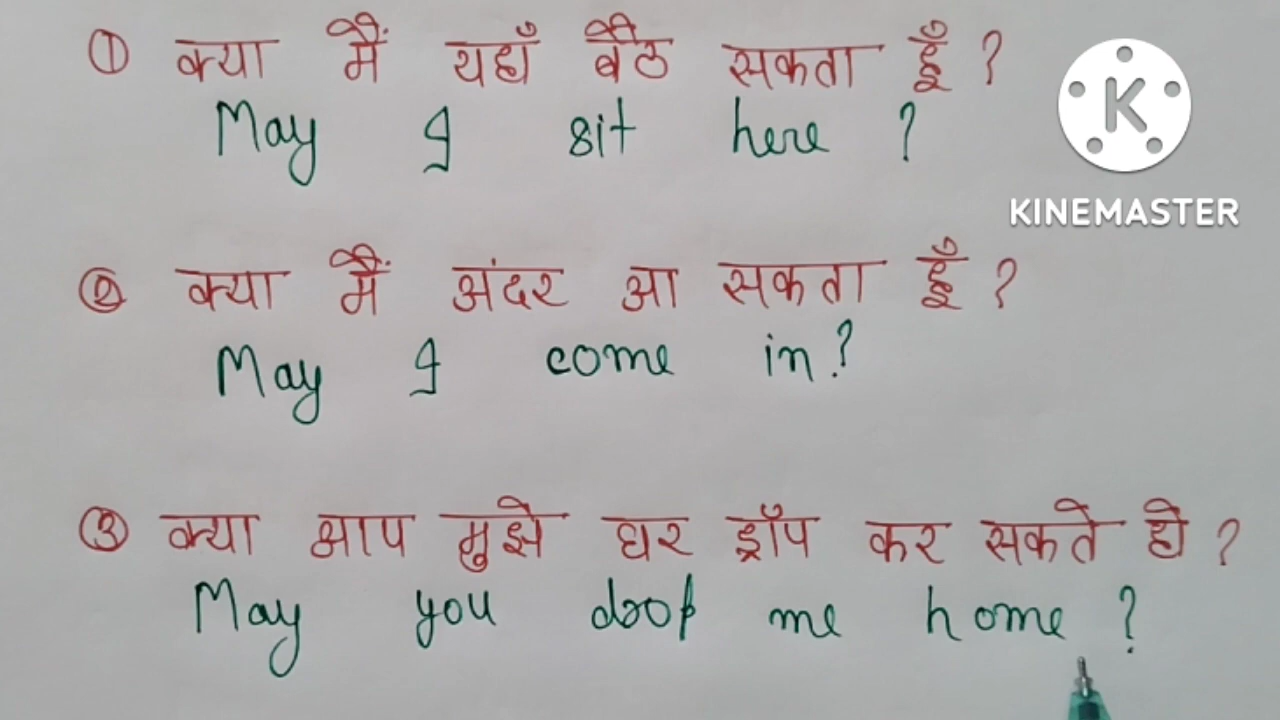 ① क्या मैं यहाँ बैठ सकता हूँ ?
May I sit here ?
KINEMASTER
② क्या मैं अंदर आ सकता हूँ ?
May I come in ?
③ क्या आप मुझे घर ड्रॉप कर सकते हो ?
May you drop me home ?